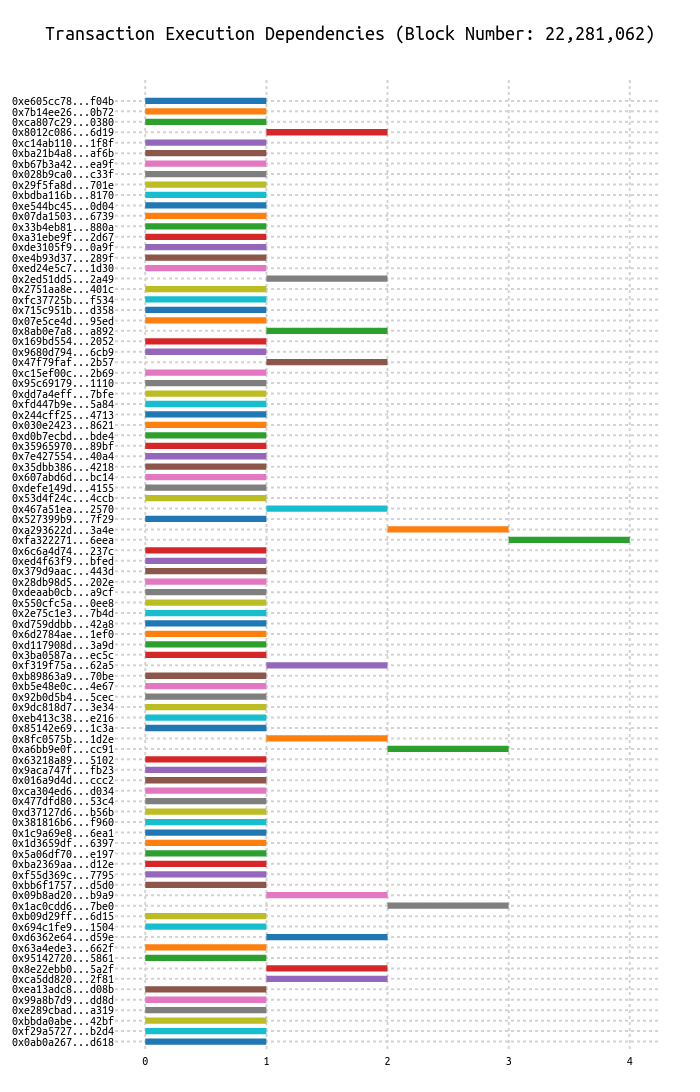 Transaction Execution Dependencies (Block Number: 22,281,062)
0xe605cc78...f04b
0x7b14ee26...0b72
0xca807c29...0380
0x8012c086...6d19
0xc14ab110...1f8f
0xba21b4a8...af6b
0xb67b3a42...ea9f
0x028b9ca0...c33f
0x29f5fa8d...701e
0xbdba116b...8170
0xe544bc45...0d04
0x07da1503...6739
0x33b4eb81...880a
0xa31ebe9f...2d67
0xde3105f9...0a9f
0xe4b93d37...289f
0xed24e5c7...1d30
0x2ed51dd5...2a49
0x2751aa8e...401c
0xfc37725b...f534
0x715c951b...d358
0x07e5ce4d...95ed
0x8ab0e7a8...a892
0x169bd554...2052
0x9680d794...6cb9
0x47f79faf...2b57
0xc15ef00c...2b69
0x95c69179...1110
0xdd7a4eff...7bfe
0xfd447b9e...5a84
0x244cff25...4713
0x030e2423...8621
0xd0b7ecbd...bde4
0x35965970...89bf
0x7e427554...40a4
0x35dbb386...4218
0x607abd6d...bc14
0xdefe149d...4155
0x53d4f24c...4ccb
0x467a51ea...2570
0x527399b9...7f29
0xa293622d...3a4e
0xfa322271...6eea
0x6c6a4d74...237c
0xed4f63f9...bfed
0x379d9aac...443d
0x28db98d5...202e
0xdeaab0cb...a9cf
0x550cfc5a...0ee8
0x2e75c1e3...7b4d
0xd759ddbb...42a8
0x6d2784ae...1ef0
0xd117908d...3a9d
0x3ba0587a...ec5c
0xf319f75a...62a5
0xb89863a9...70be
0xb5e48e0c...4e67
0x92b0d5b4...5cec
0x9dc818d7...3e34
0xeb413c38...e216
0x85142e69...1c3a
0x8fc0575b...1d2e
0xa6bb9e0f...cc91
0x63218a89...5102
0x9aca747f...fb23
0x016a9d4d...ccc2
0xca304ed6...d034
0x477dfd80...53c4
0xd37127d6...b56b
0x381816b6...f960
0x1c9a69e8...6ea1
0x1d3659df...6397
0x5a06df70...e197
0xba2369aa...d12e
0xf55d369c...7795
0xbb6f1757...d5d0
0x09b8ad20...b9a9
0x1ac0cdd6...7be0
0xb09d29ff...6d15
0x694c1fe9...1504
0xd6362e64...d59e
0x63a4ede3...662f
0x95142720...5861
0x8e22ebb0...5a2f
0xca5dd820...2f81
0xea13adc8...d08b
0x99a8b7d9...dd8d
0xe289cbad...a319
0xbbda0abe...42bf
0xf29a5727...b2d4
0x0ab0a267...d618
0 1 2 3 4